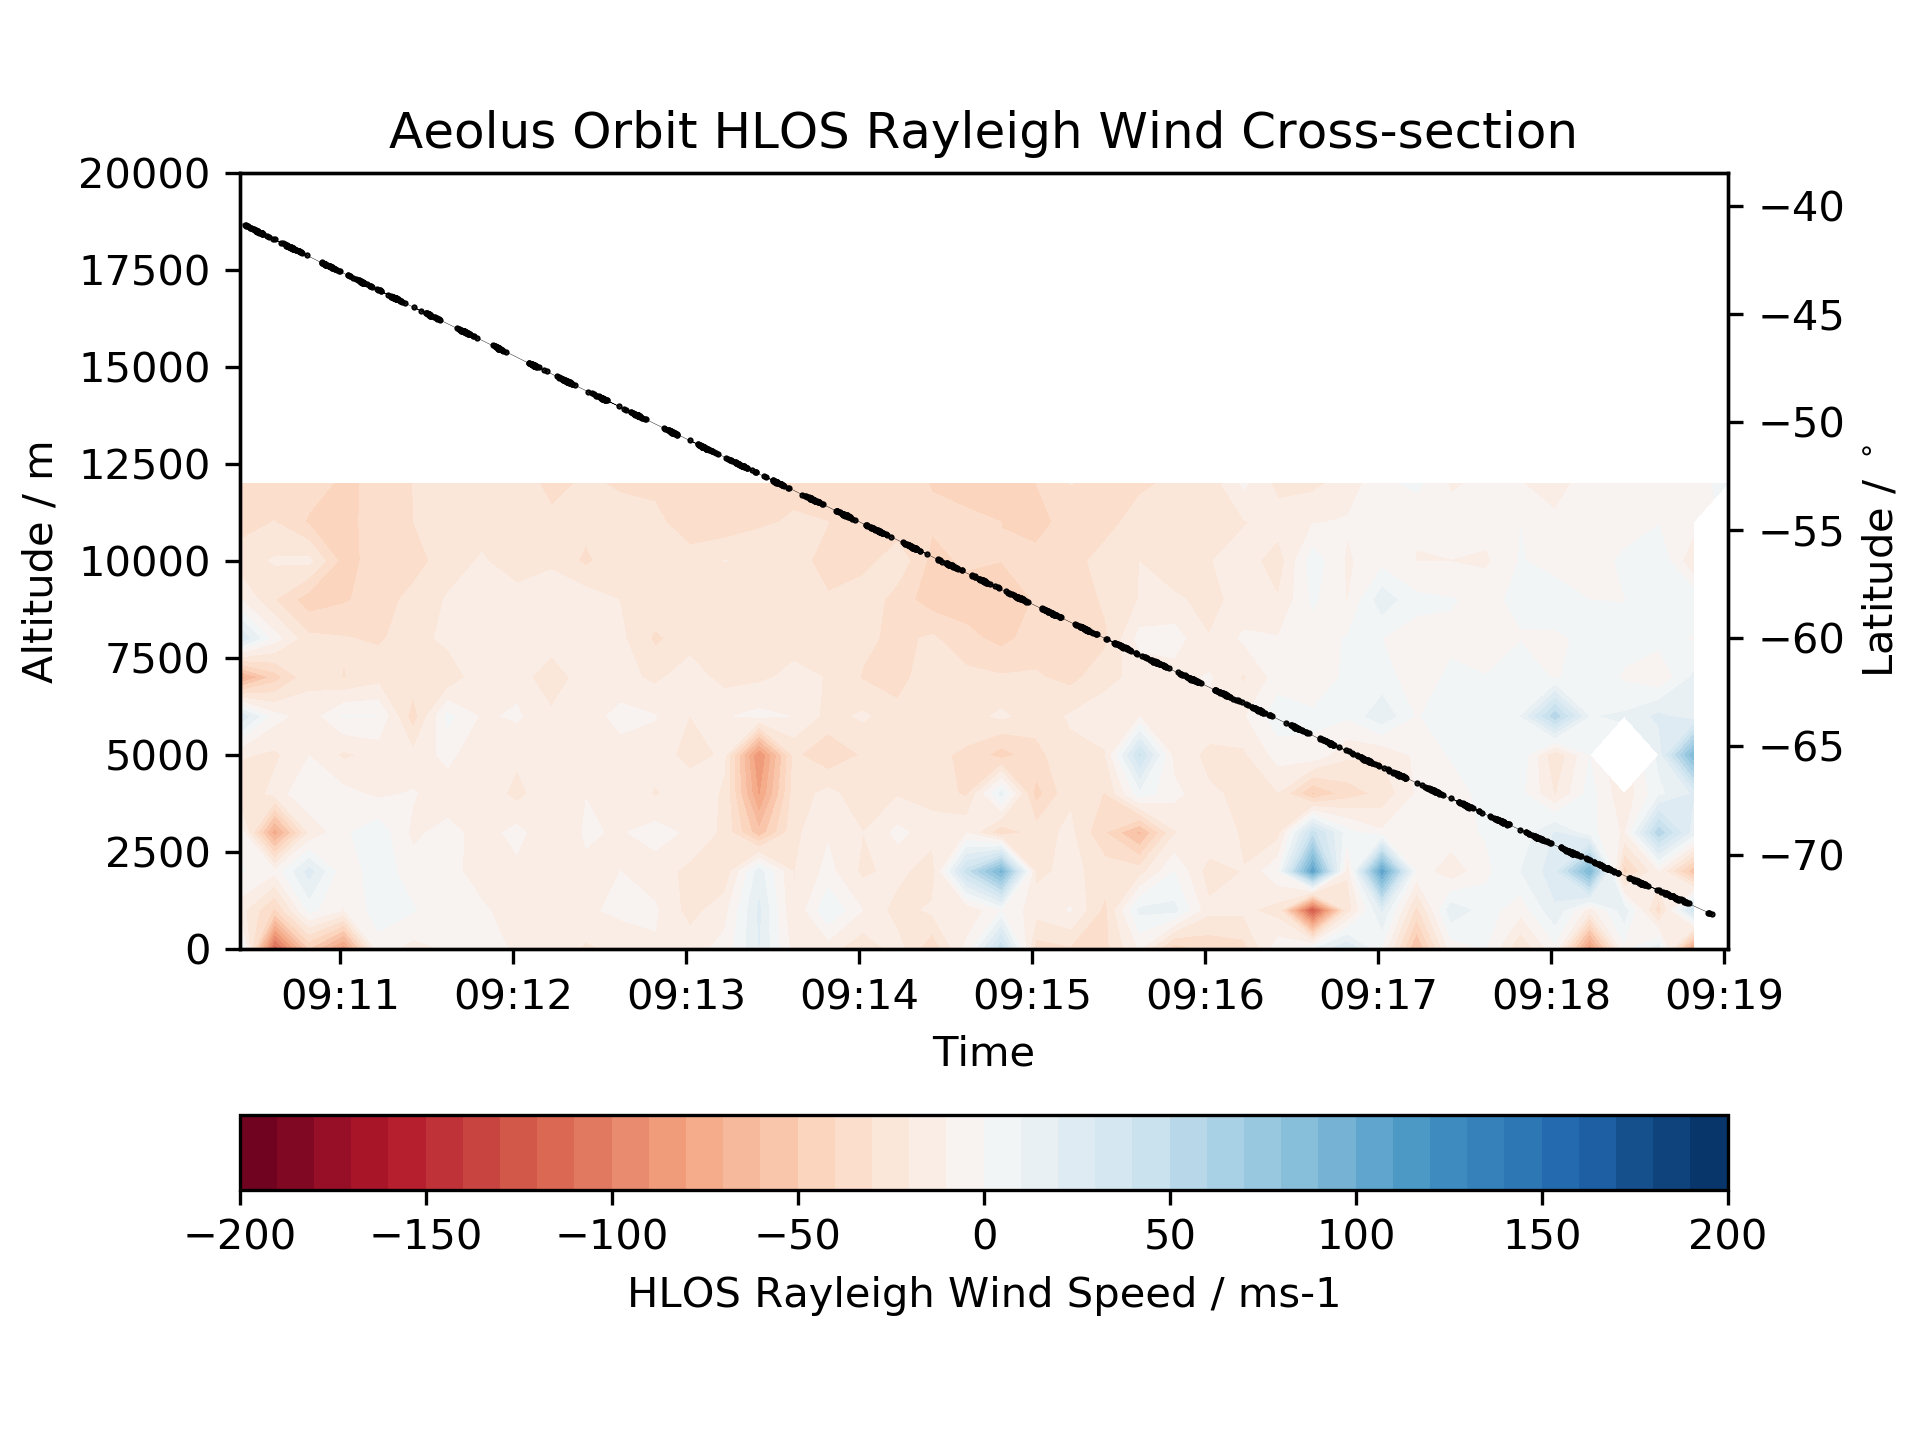 Aeolus Orbit HLOS Rayleigh Wind Cross-section
20000
17500
15000
12500
10000
7500
5000
2500
0
Altitude / m
−40
−45
−50
−55
−60
−65
−70
Latitude / °
09:11 09:12 09:13 09:14 09:15 09:16 09:17 09:18 09:19
Time
−200 −150 −100 −50 0 50 100 150 200
HLOS Rayleigh Wind Speed / ms-1